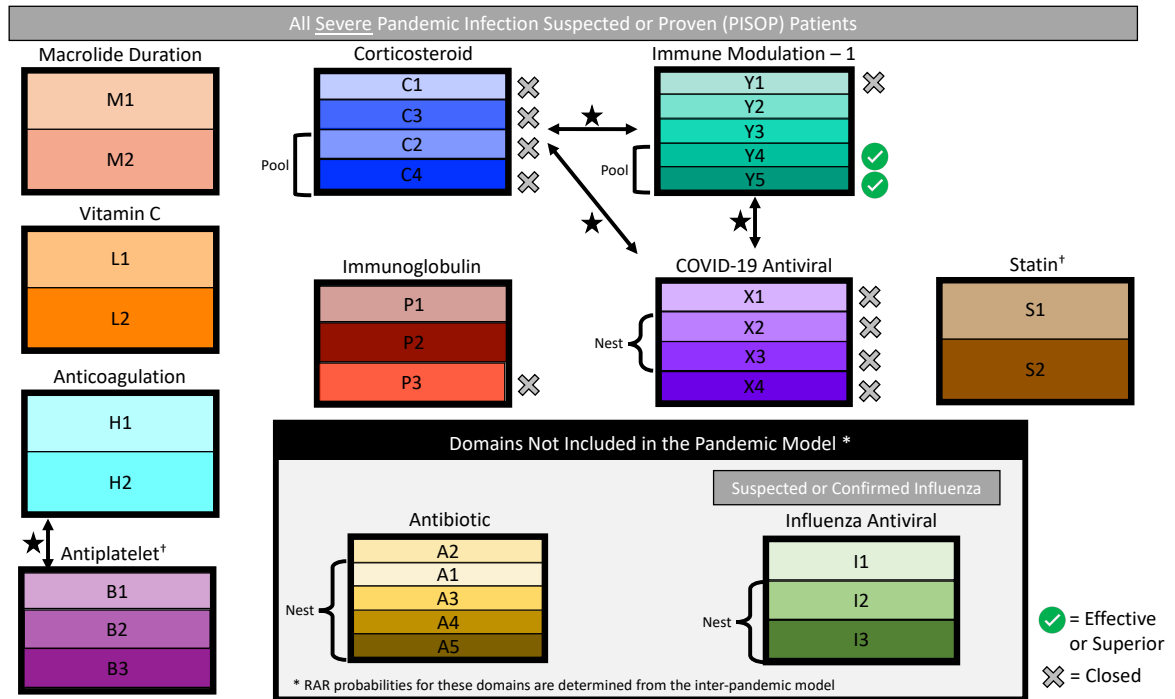 All Severe Pandemic Infection Suspected or Proven (PISOP) Patients
Macrolide Duration
M1
M2
Corticosteroid
C1
C3
C2
C4
Pool
Immune Modulation – 1
Y1
Y2
Y3
Y4
Y5
Pool
Vitamin C
L1
L2
Immunoglobulin
P1
P2
P3
COVID-19 Antiviral
X1
X2
X3
X4
Nest
Statin†
S1
S2
Anticoagulation
H1
H2
Antiplatelet†
B1
B2
B3
Domains Not Included in the Pandemic Model *
Suspected or Confirmed Influenza
Antibiotic
A2
A1
A3
A4
A5
Nest
Influenza Antiviral
I1
I2
I3
Nest
* RAR probabilities for these domains are determined from the inter-pandemic model
= Effective
or Superior
= Closed